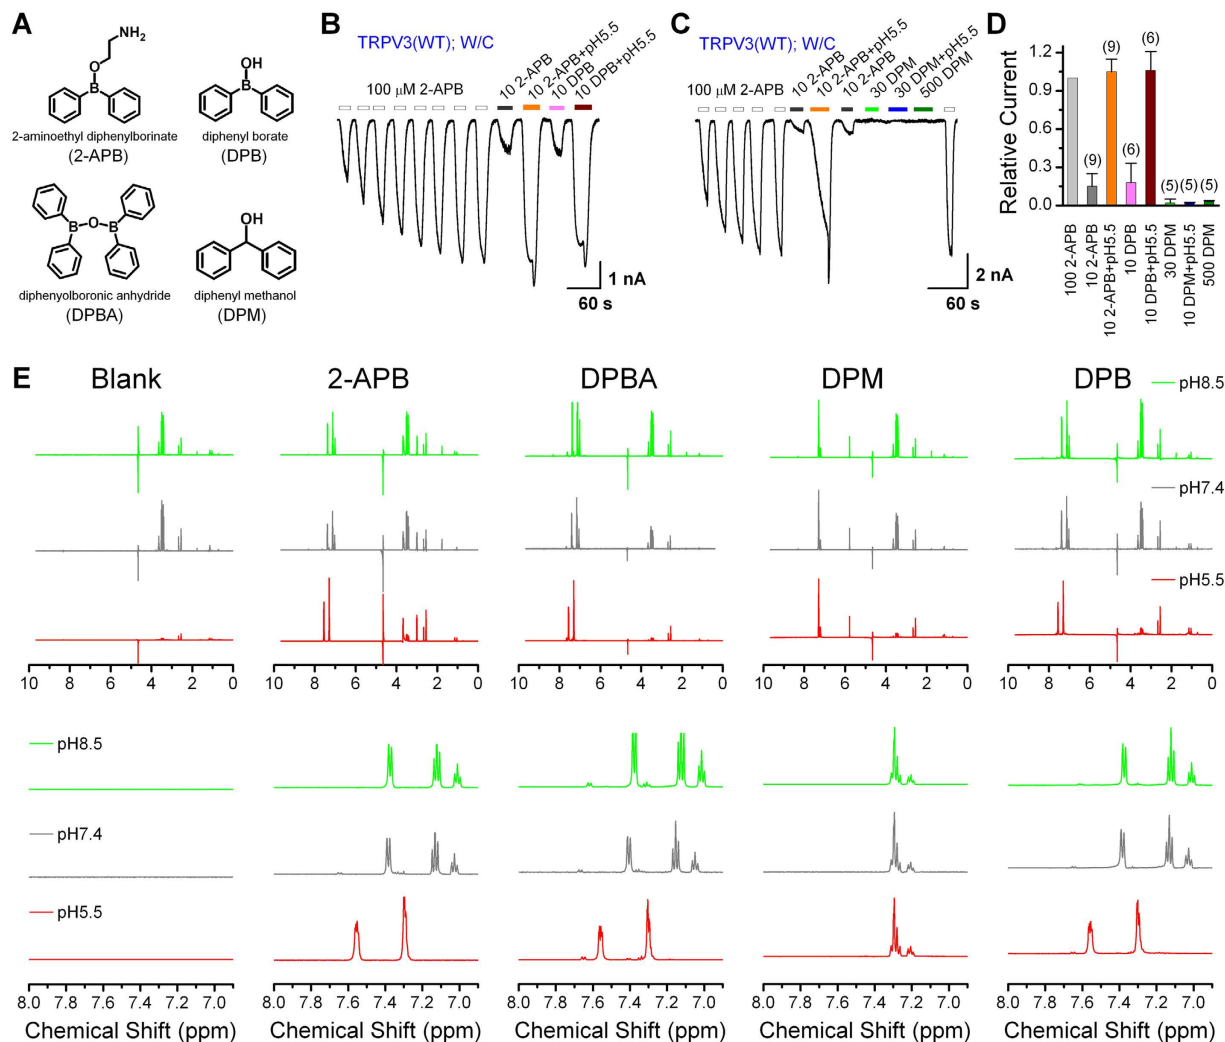 A
NH2
O
B
2-aminoethyl diphenylborinate
(2-APB)
OH
B
diphenyl borate
(DPB)
B O B
diphenyolboronic anhydride
(DPBA)
OH
diphenyl methanol
(DPM)
B
TRPV3(WT); W/C
100 μM 2-APB
10 2-APB
10 2-APB+pH5.5
10 DPB
10 DPB+pH5.5
1 nA
60 s
C
TRPV3(WT); W/C
100 μM 2-APB
10 2-APB
10 2-APB+pH5.5
10 2-APB
30 DPM
30 DPM+pH5.5
500 DPM
2 nA
60 s
D
Relative Current
1.2
0.9
0.6
0.3
0.0
(9)
(9)
(6)
(6)
(5)
(5)
(5)
100 2-APB
10 2-APB
10 2-APB+pH5.5
10 DPB
10 DPB+pH5.5
30 DPM
10 DPM+pH5.5
500 DPM
E
Blank 2-APB DPBA DPM DPB
pH8.5
pH7.4
pH5.5
10 8 6 4 2 0
10 8 6 4 2 0
10 8 6 4 2 0
10 8 6 4 2 0
10 8 6 4 2 0
pH8.5
pH7.4
pH5.5
8.0 7.8 7.6 7.4 7.2 7.0
8.0 7.8 7.6 7.4 7.2 7.0
8.0 7.8 7.6 7.4 7.2 7.0
8.0 7.8 7.6 7.4 7.2 7.0
8.0 7.8 7.6 7.4 7.2 7.0
Chemical Shift (ppm)
Chemical Shift (ppm)
Chemical Shift (ppm)
Chemical Shift (ppm)
Chemical Shift (ppm)